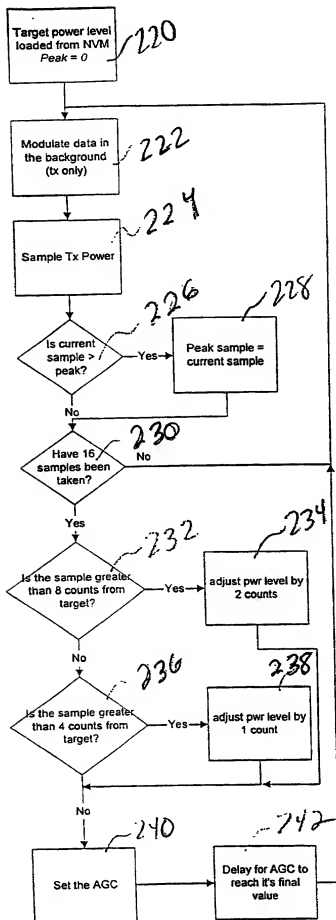 Target power level
loaded from NVM
Peak = 0
220
Modulate data in
the background
(tx only)
222
Sample Tx Power
224
Is current
sample >
peak?
226
Yes
Peak sample =
current sample
228
No
Have 16
samples been
taken?
230
No
Yes
Is the sample greater
than 8 counts from
target?
232
Yes
adjust pwr level by
2 counts
234
No
Is the sample greater
than 4 counts from
target?
236
Yes
adjust pwr level by
1 count
238
No
Set the AGC
240
Delay for AGC to
reach it's final
value
242